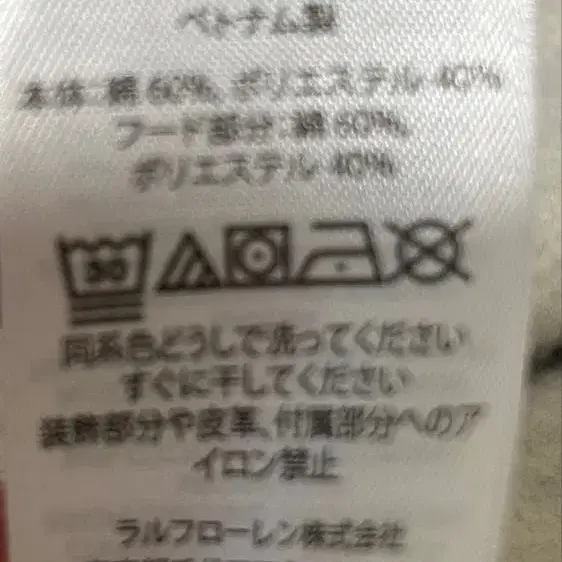 ベトナム製
本体:綿 60%, ポリエステル 40%
フード部分:綿 60%,
ポリエステル 40%
30
同系色どうしで洗ってください
すぐに干してください
装飾部分や皮革、付属部分へのア
イロン禁止
ラルフローレン株式会社